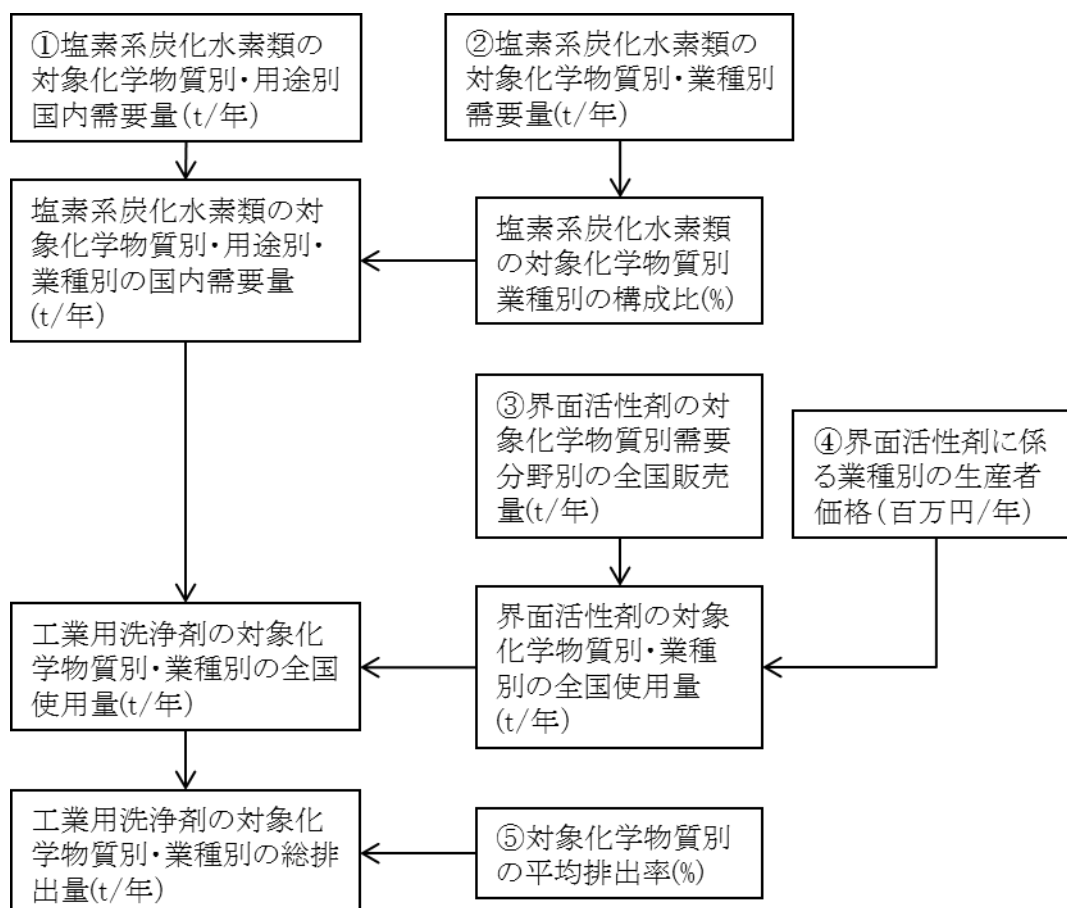 ①塩素系炭化水素類の
対象化学物質別・用途別
国内需要量(t/年)
②塩素系炭化水素類の
対象化学物質別・業種別
需要量(t/年)
塩素系炭化水素類の対
象化学物質別・用途別・
業種別の国内需要量
(t/年)
塩素系炭化水素類
の対象化学物質別
業種別の構成比(%)
③界面活性剤の対
象化学物質別需要
分野別の全国販売
量(t/年)
④界面活性剤に係
る業種別の生産者
価格(百万円/年)
工業用洗浄剤の対象化
学物質別・業種別の全国
使用量(t/年)
界面活性剤の対象
化学物質別・業種
別の全国使用量
(t/年)
工業用洗浄剤の対象化
学物質別・業種別の総排
出量(t/年)
⑤対象化学物質別
の平均排出率(%)